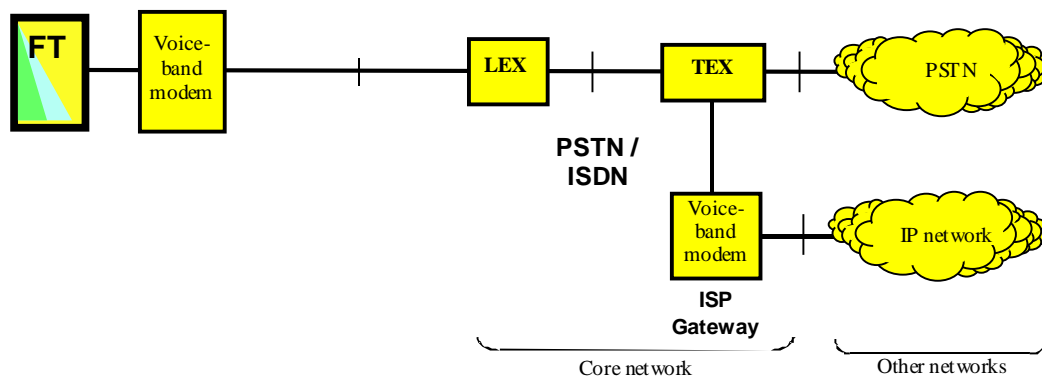 FT
Voice-
band
modem
LEX
TEX
PSTN
PSTN /
ISDN
Voice-
band
modem
IP network
ISP
Gateway
Core network
Other networks